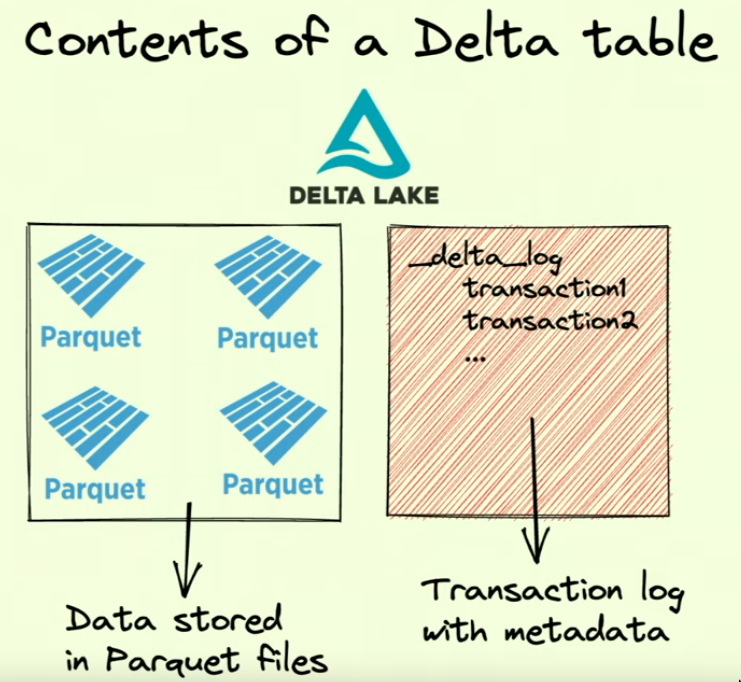 Contents of a Delta table
DELTA LAKE
Parquet
Parquet
Parquet
Parquet
_delta_log
transaction1
transaction2
...
Data stored
in Parquet files
Transaction log
with metadata